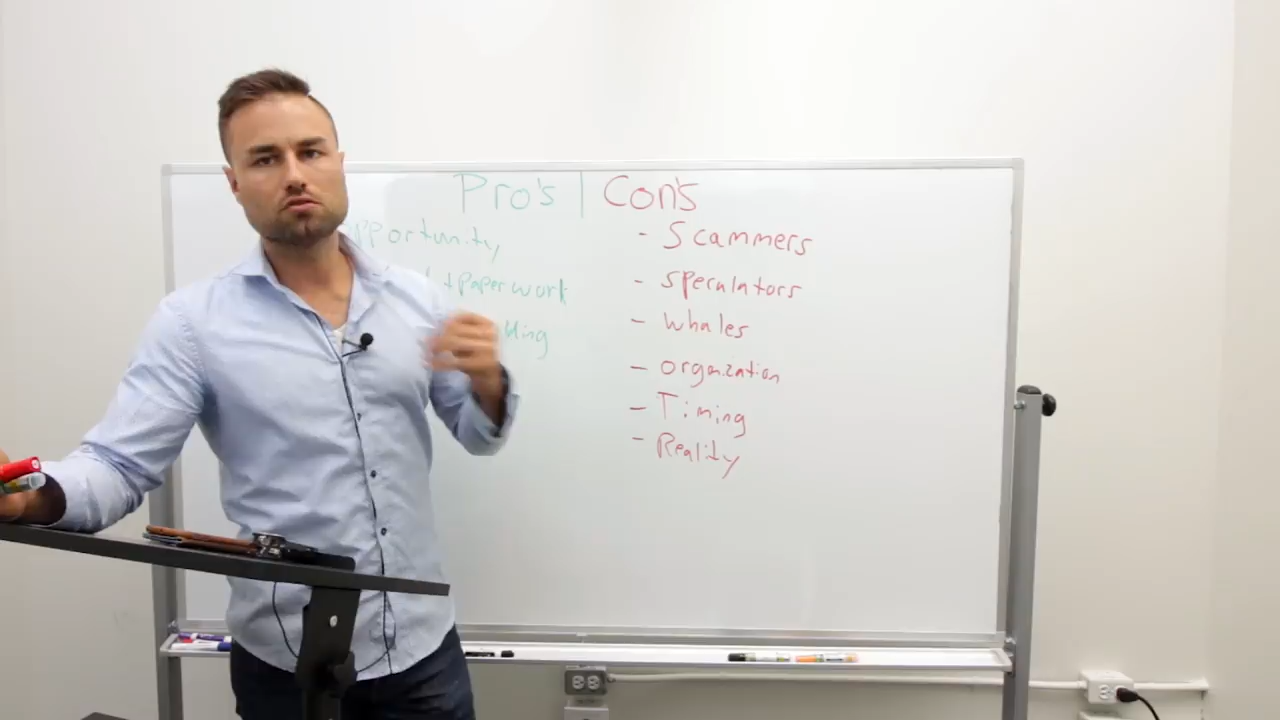 Pro's | Con's
pportunity
+ paperwork
- Scammers
- speculators
- whales
- organization
- Timing
- Reality